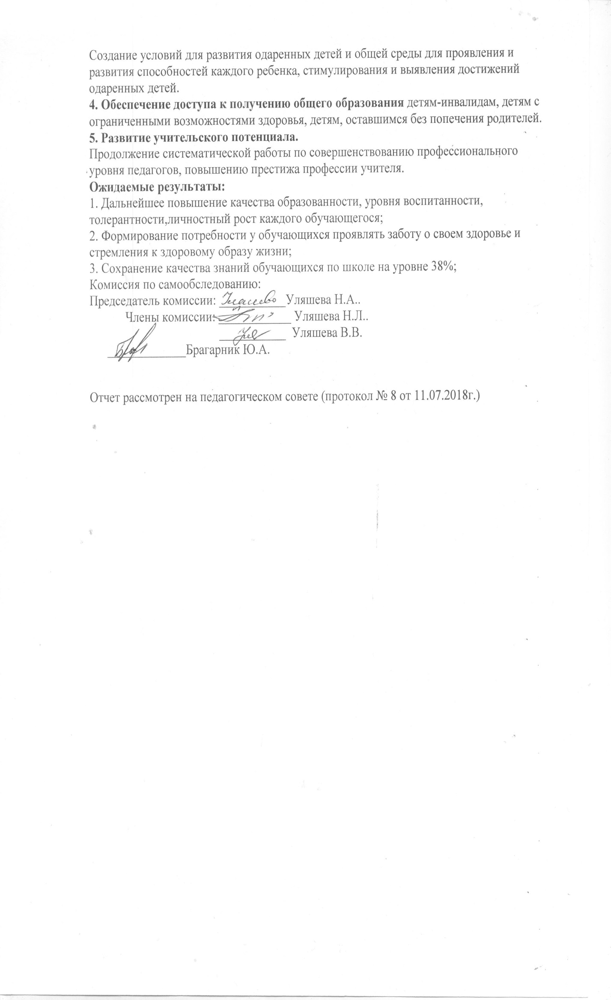 Создание условий для развития одаренных детей и общей среды для проявления и
развития способностей каждого ребенка, стимулирования и выявления достижений
одаренных детей.
4. Обеспечение доступа к получению общего образования детям-инвалидам, детям с
ограниченными возможностями здоровья, детям, оставшимся без попечения родителей.
5. Развитие учительского потенциала.
Продолжение систематической работы по совершенствованию профессионального
уровня педагогов, повышению престижа профессии учителя.
Ожидаемые результаты:
1. Дальнейшее повышение качества образованности, уровня воспитанности,
толерантности,личностный рост каждого обучающегося;
2. Формирование потребности у обучающихся проявлять заботу о своем здоровье и
стремления к здоровому образу жизни;
3. Сохранение качества знаний обучающихся по школе на уровне 38%;
Комиссия по самообследованию:
Председатель комиссии: Уляшева Н.А..
Члены комиссии: Уляшева Н.Л..
Уляшева В.В.
Брагарник Ю.А.
Отчет рассмотрен на педагогическом совете (протокол № 8 от 11.07.2018г.)